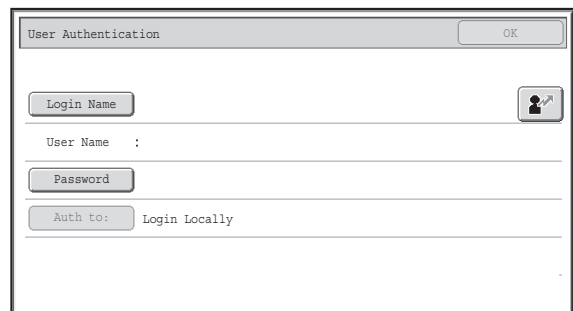 User Authentication OK
Login Name
User Name :
Password
Auth to: Login Locally